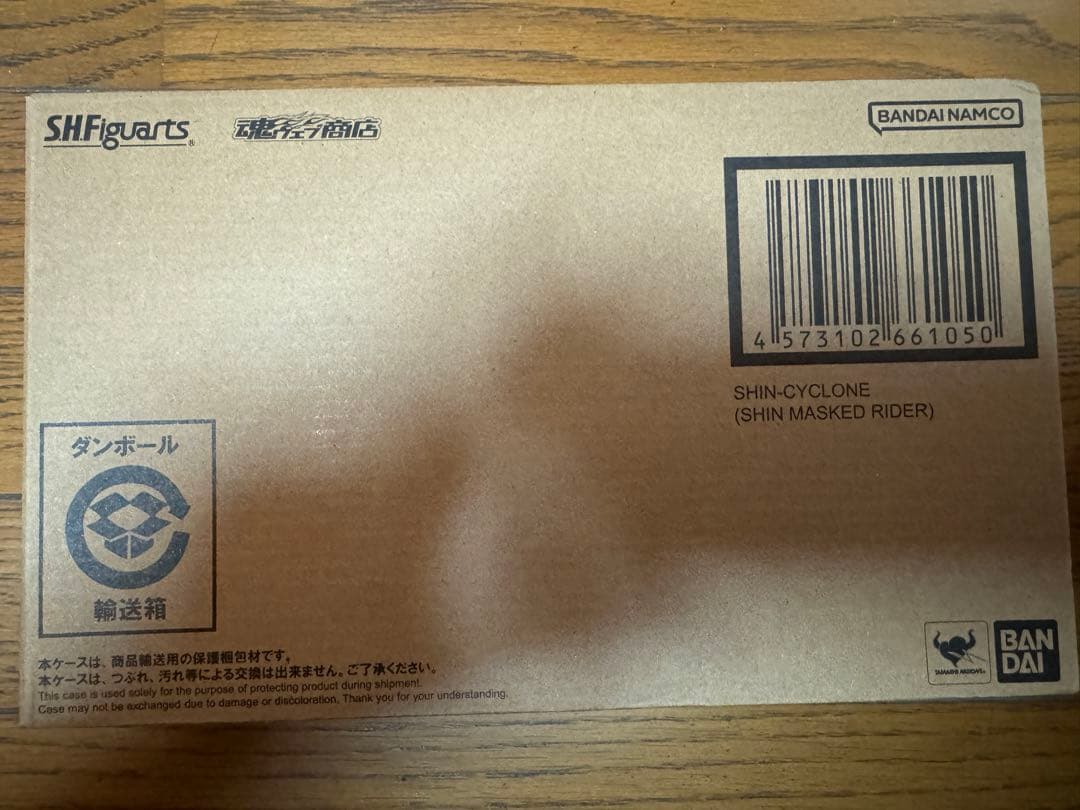 S.H.Figuarts®
魂ウェブ商店
BANDAI NAMCO
4 573102 661050
SHIN-CYCLONE
(SHIN MASKED RIDER)
ダンボール
輸送箱
本ケースは、商品輸送用の保護梱包材です。
本ケースは、つぶれ、汚れ等による交換は出来ません。ご了承ください。
This case is used solely for the purpose of protecting product during shipment.
Case may not be exchanged due to damage or discoloration. Thank you for your understanding.
TAMASHII NATIONS
BAN
DAI